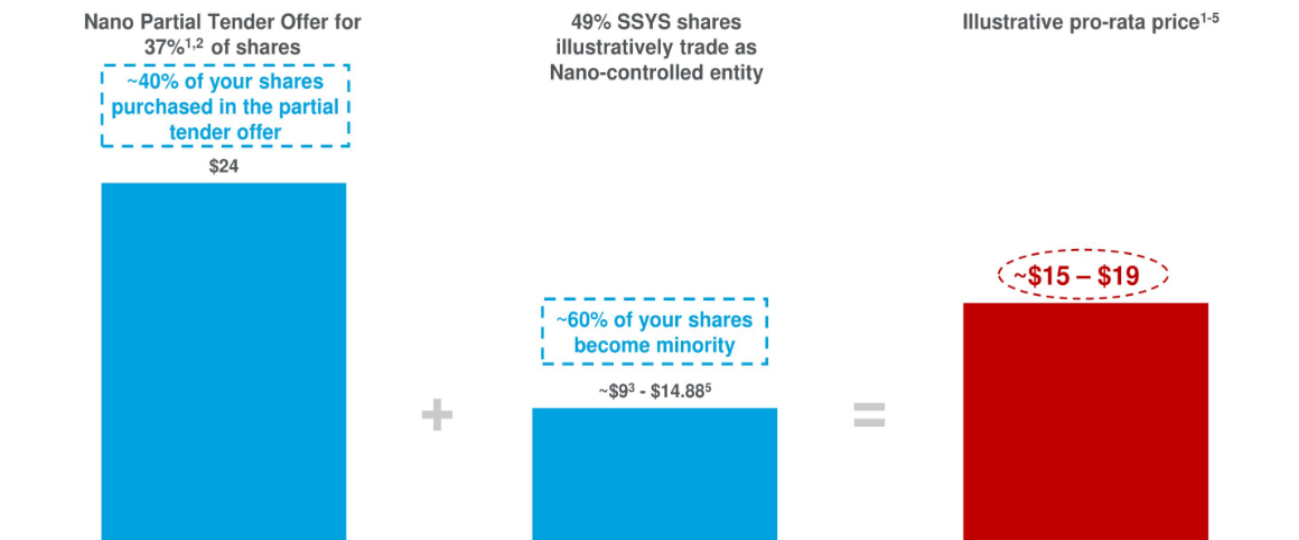 Nano Partial Tender Offer for
37%¹,² of shares
~40% of your shares
purchased in the partial
tender offer
$24
49% SSYS shares
illustratively trade as
Nano-controlled entity
~60% of your shares
become minority
~$9³ - $14.88⁵
Illustrative pro-rata price¹⁻⁵
~$15 – $19
+
=